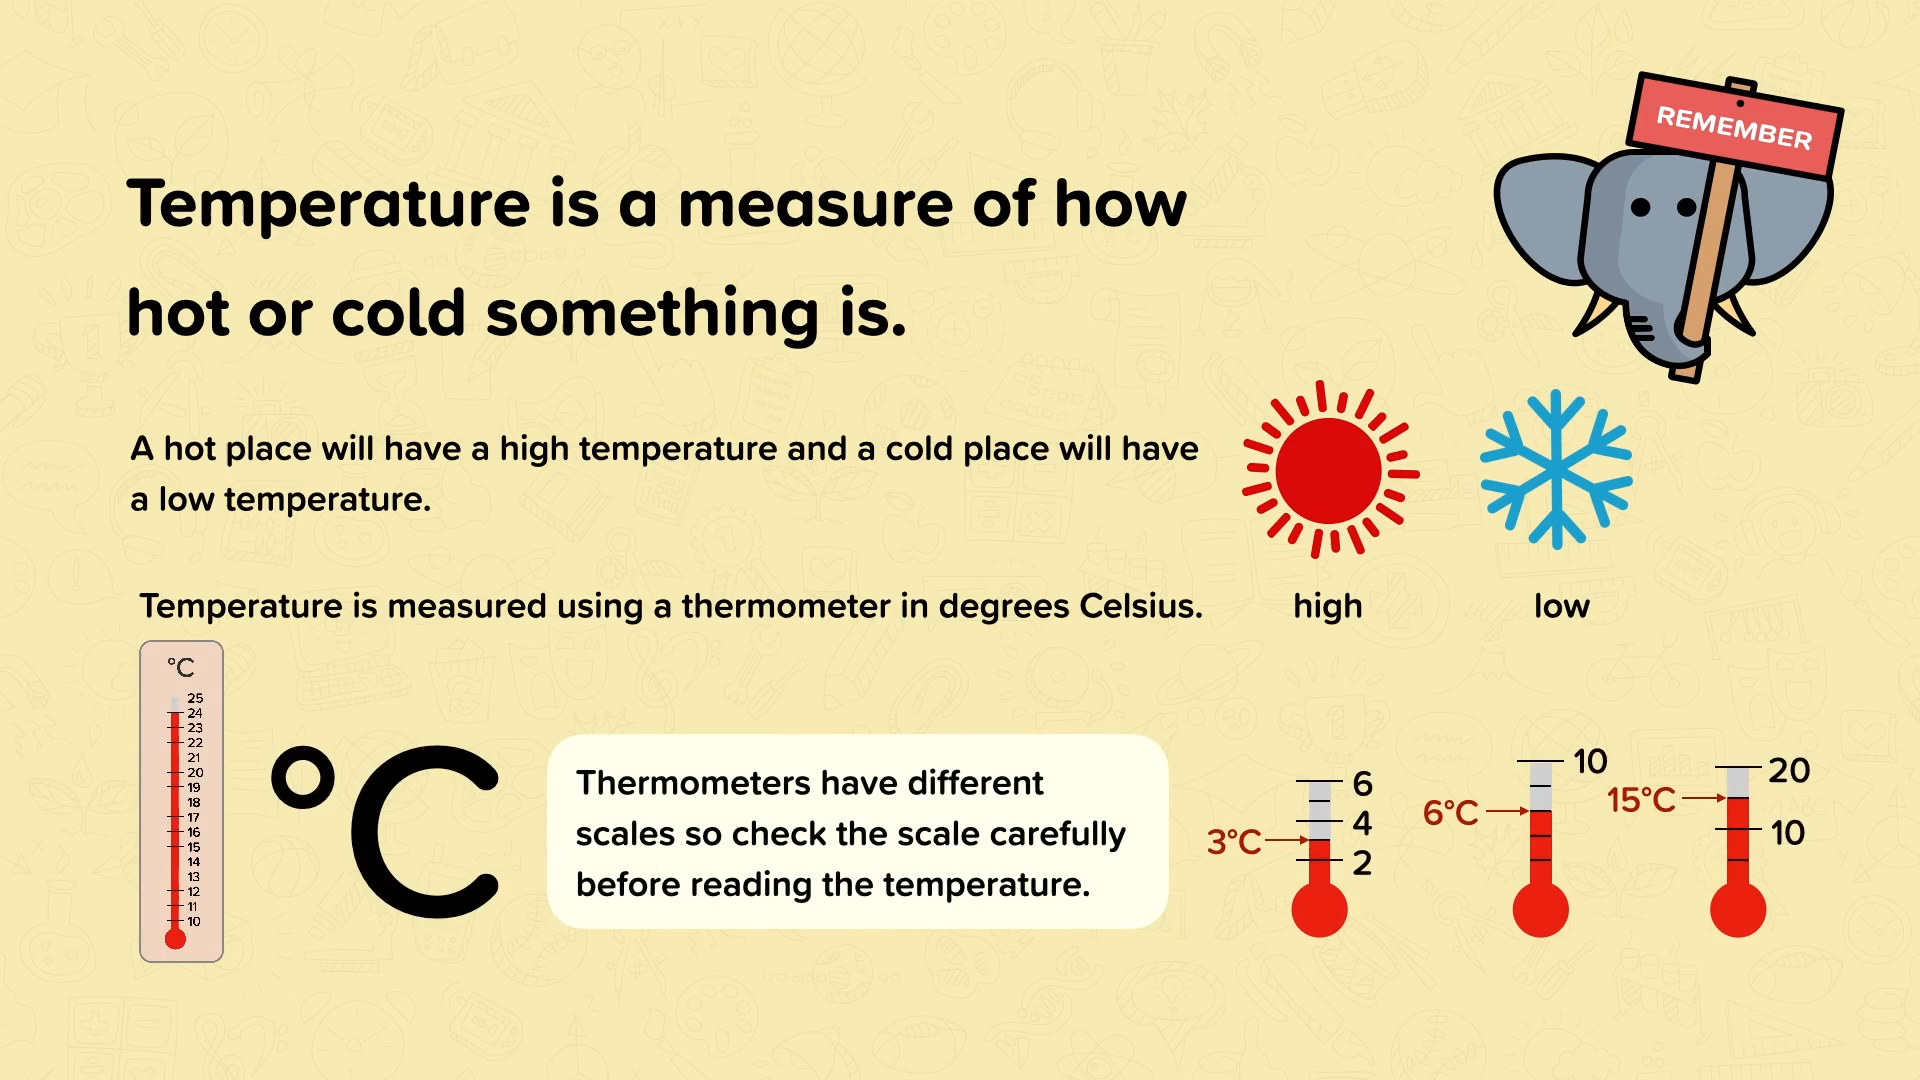 REMEMBER
Temperature is a measure of how
hot or cold something is.
A hot place will have a high temperature and a cold place will have
a low temperature.
Temperature is measured using a thermometer in degrees Celsius.
high
low
°C
25
24
23
22
21
20
19
18
17
16
15
14
13
12
11
10
°C
Thermometers have different
scales so check the scale carefully
before reading the temperature.
6
4
3°C
2
10
6°C
20
15°C
10